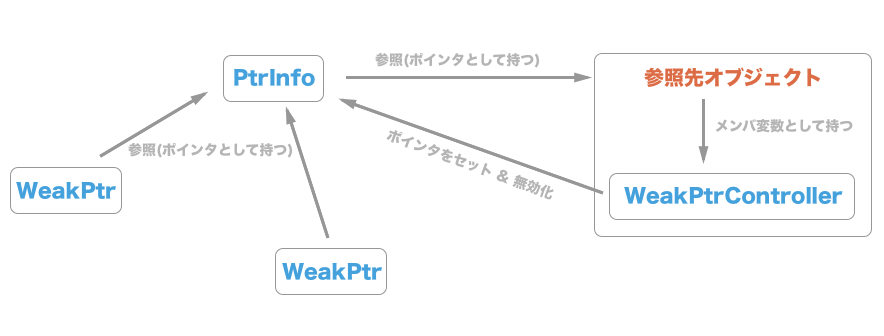 参照(ポインタとして持つ)
PtrInfo
参照先オブジェクト
メンバ変数として持つ
参照(ポインタとして持つ)
ポインタをセット & 無効化
WeakPtr
WeakPtrController
WeakPtr